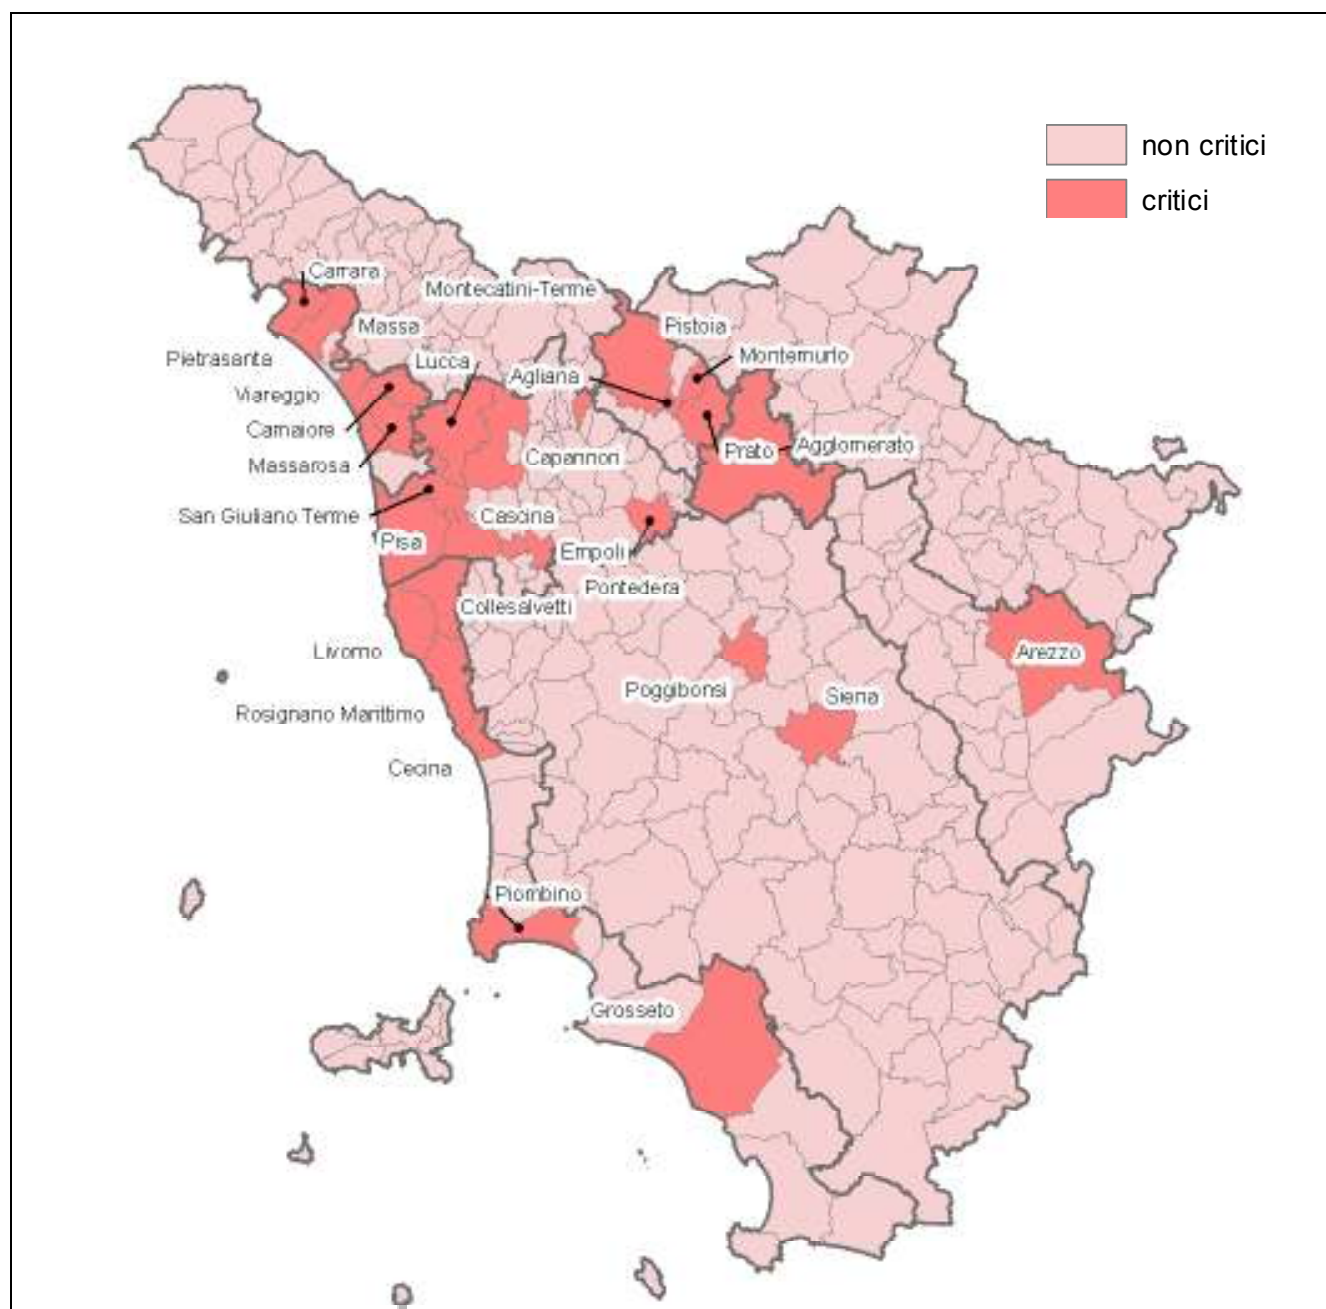 non critici
critici
Carrara
Montecatini-Terme
Massa
Pistoia
Pietrasanta
Lucca
Montemurlo
Agliana
Viareggio
Camaiore
Prato
Agglomerato
Massarosa
Capannori
San Giuliano Terme
Cascina
Pisa
Empoli
Pontedera
Collesalvetti
Livorno
Arezzo
Poggibonsi
Siena
Rosignano Marittimo
Cecina
Piombino
Grosseto